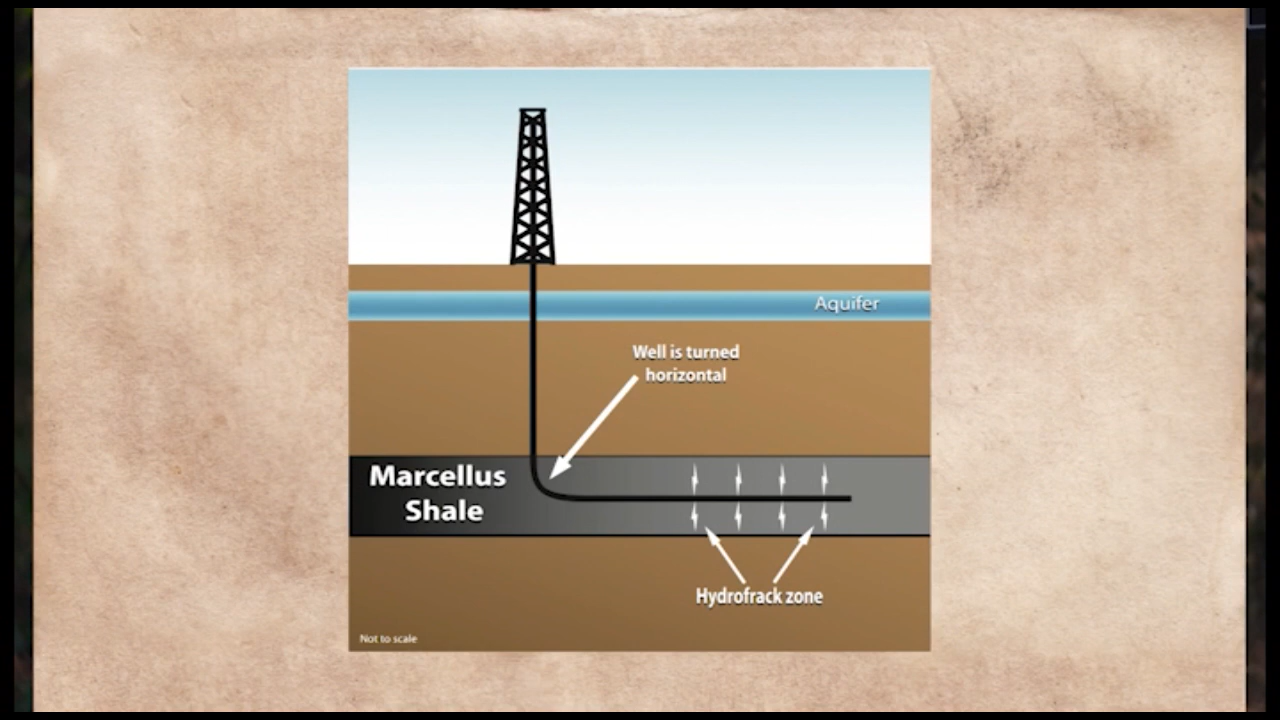 Aquifer
Well is turned
horizontal
Marcellus
Shale
Hydrofrack zone
Not to scale